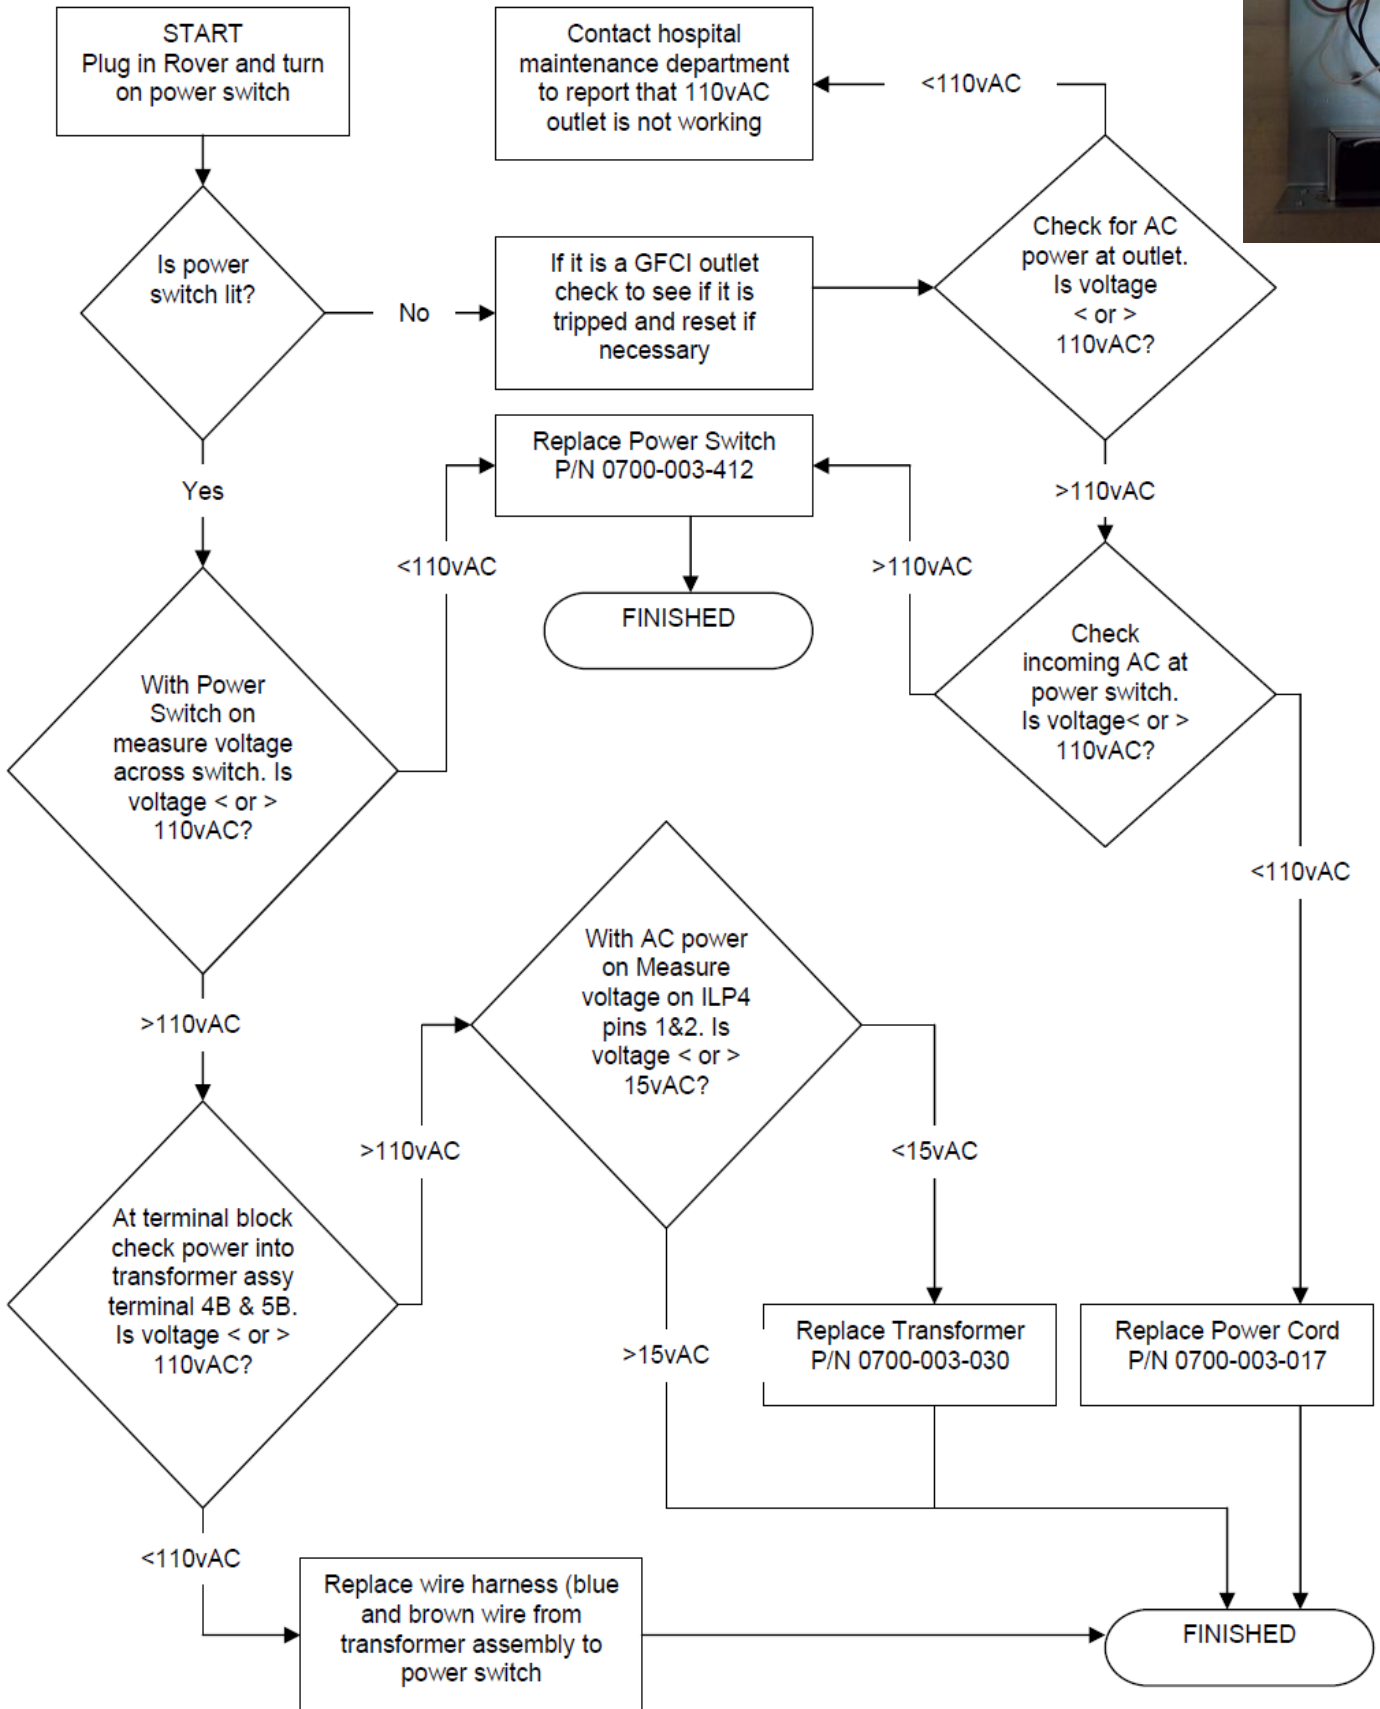 START
Plug in Rover and turn
on power switch
Contact hospital
maintenance department
to report that 110vAC
outlet is not working
<110vAC
Is power
switch lit?
No
If it is a GFCI outlet
check to see if it is
tripped and reset if
necessary
Check for AC
power at outlet.
Is voltage
< or >
110vAC?
Yes
Replace Power Switch
P/N 0700-003-412
>110vAC
<110vAC
>110vAC
FINISHED
Check
incoming AC at
power switch.
Is voltage< or >
110vAC?
With Power
Switch on
measure voltage
across switch. Is
voltage < or >
110vAC?
<110vAC
With AC power
on Measure
voltage on ILP4
pins 1&2. Is
voltage < or >
15vAC?
>110vAC
>110vAC
<15vAC
At terminal block
check power into
transformer assy
terminal 4B & 5B.
Is voltage < or >
110vAC?
>15vAC
Replace Transformer
P/N 0700-003-030
Replace Power Cord
P/N 0700-003-017
<110vAC
Replace wire harness (blue
and brown wire from
transformer assembly to
power switch
FINISHED